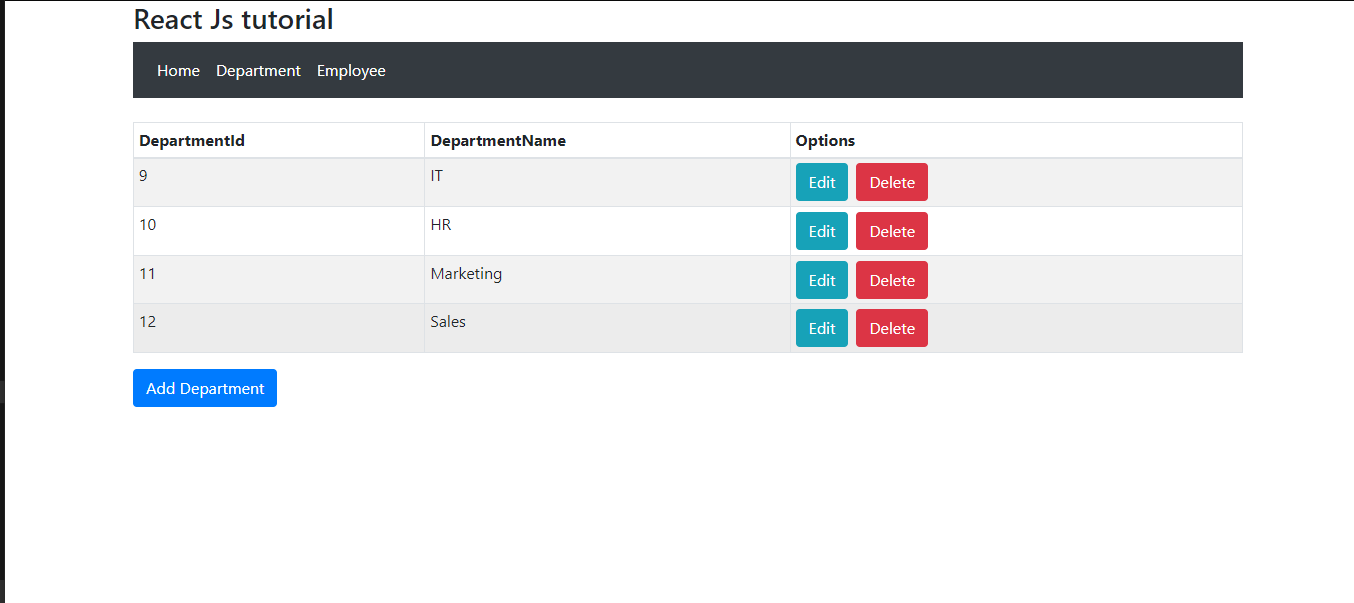 React Js tutorial
Home Department Employee
DepartmentId DepartmentName Options
9 IT Edit Delete
10 HR Edit Delete
11 Marketing Edit Delete
12 Sales Edit Delete
Add Department